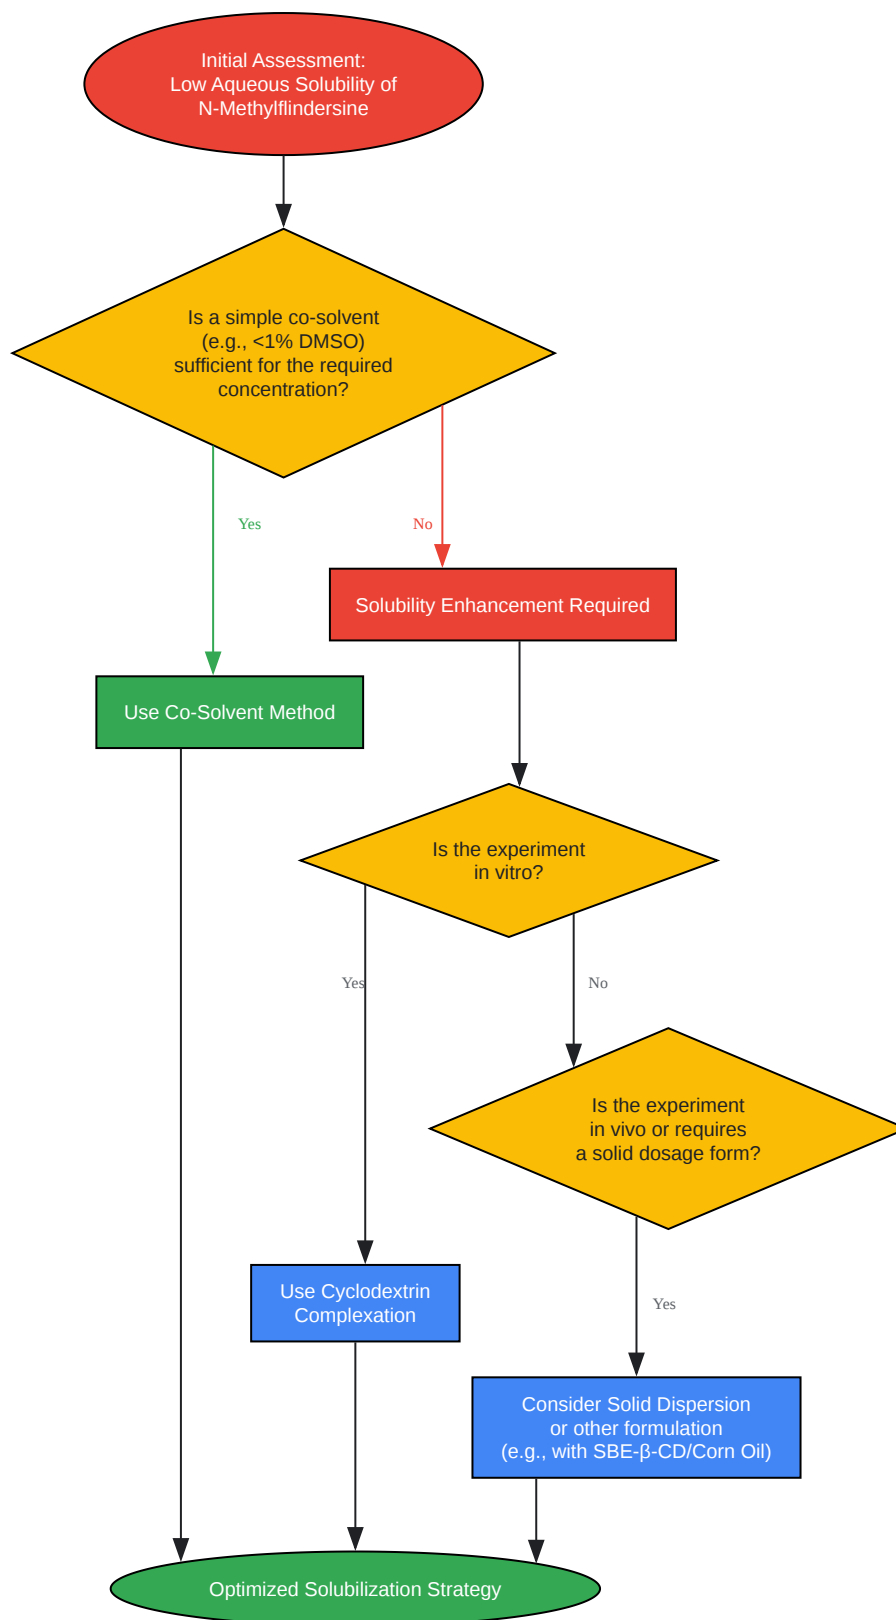 Initial Assessment:
Low Aqueous Solubility of
N-Methylflindersine
Is a simple co-solvent
(e.g., <1% DMSO)
sufficient for the required
concentration?
Yes
No
Solubility Enhancement Required
Use Co-Solvent Method
Is the experiment
in vitro?
Yes
No
Is the experiment
in vivo or requires
a solid dosage form?
Use Cyclodextrin
Complexation
Yes
Consider Solid Dispersion
or other formulation
(e.g., with SBE-β-CD/Corn Oil)
Optimized Solubilization Strategy